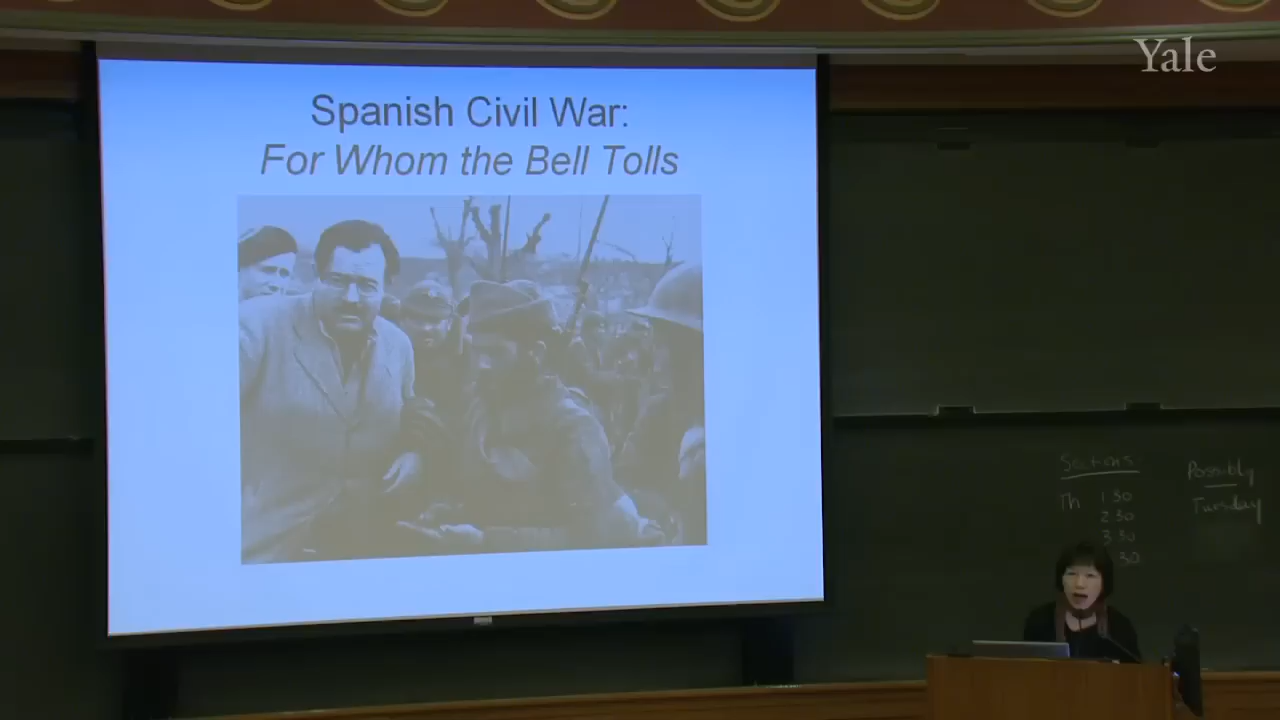 Yale
Spanish Civil War:
For Whom the Bell Tolls
Sections
Possibly
Th 1.30
Tuesday
2.30
3.30
30